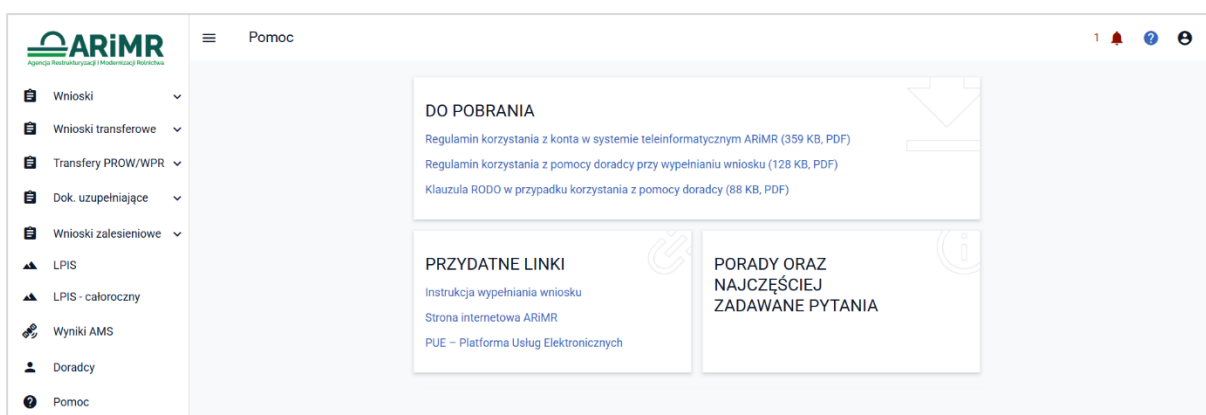 ARiMR
Agencja Restrukturyzacji i Modernizacji Rolnictwa
Pomoc
1
Wnioski
Wnioski transferowe
Transfery PROW/WPR
Dok. uzupełniające
Wnioski zalesieniowe
LPIS
LPIS - całoroczny
Wyniki AMS
Doradcy
Pomoc
DO POBRANIA
Regulamin korzystania z konta w systemie teleinformatycznym ARiMR (359 KB, PDF)
Regulamin korzystania z pomocy doradcy przy wypełnianiu wniosku (128 KB, PDF)
Klauzula RODO w przypadku korzystania z pomocy doradcy (88 KB, PDF)
PRZYDATNE LINKI
Instrukcja wypełniania wniosku
Strona internetowa ARiMR
PUE – Platforma Usług Elektronicznych
PORADY ORAZ
NAJCZĘŚCIEJ
ZADAWANE PYTANIA